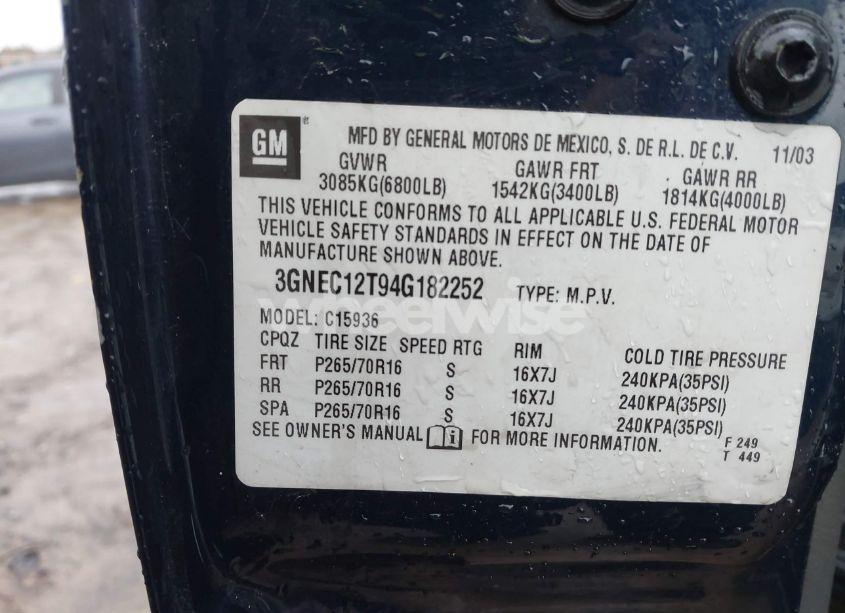 GM
MFD BY GENERAL MOTORS DE MEXICO, S. DE R.L. DE C.V. 11/03
GVWR GAWR FRT GAWR RR
3085KG(6800LB) 1542KG(3400LB) 1814KG(4000LB)
THIS VEHICLE CONFORMS TO ALL APPLICABLE U.S. FEDERAL MOTOR
VEHICLE SAFETY STANDARDS IN EFFECT ON THE DATE OF
MANUFACTURE SHOWN ABOVE.
3GNEC12T94G182252 TYPE: M.P.V.
wheelwise
MODEL: C15936
CPQZ TIRE SIZE SPEED RTG RIM COLD TIRE PRESSURE
FRT P265/70R16 S 16X7J 240KPA(35PSI)
RR P265/70R16 S 16X7J 240KPA(35PSI)
SPA P265/70R16 S 16X7J 240KPA(35PSI)
SEE OWNER'S MANUAL FOR MORE INFORMATION.
F 249
T 449